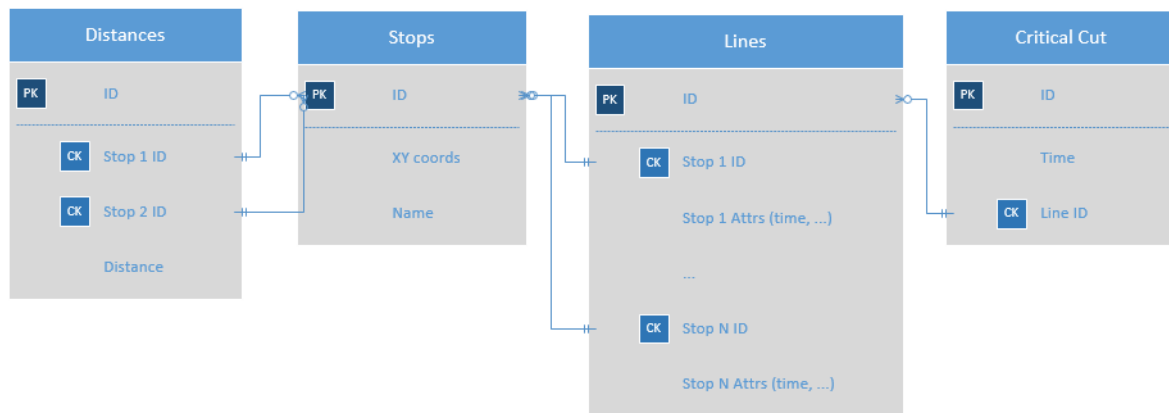 Distances
PK ID
CK Stop 1 ID
CK Stop 2 ID
Distance
Stops
PK ID
XY coords
Name
Lines
PK ID
CK Stop 1 ID
Stop 1 Attrs (time, ...)
...
CK Stop N ID
Stop N Attrs (time, ...)
Critical Cut
PK ID
Time
CK Line ID